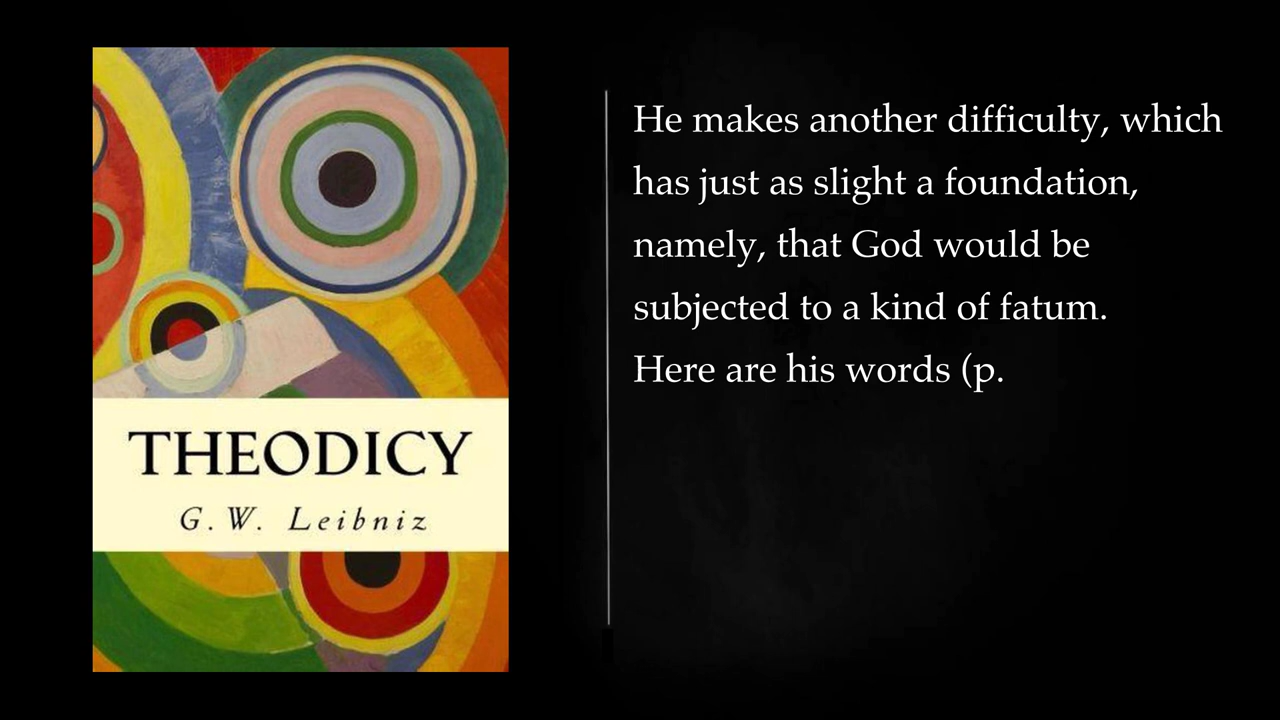 THEODICY
G. W. Leibniz
He makes another difficulty, which
has just as slight a foundation,
namely, that God would be
subjected to a kind of fatum.
Here are his words (p.